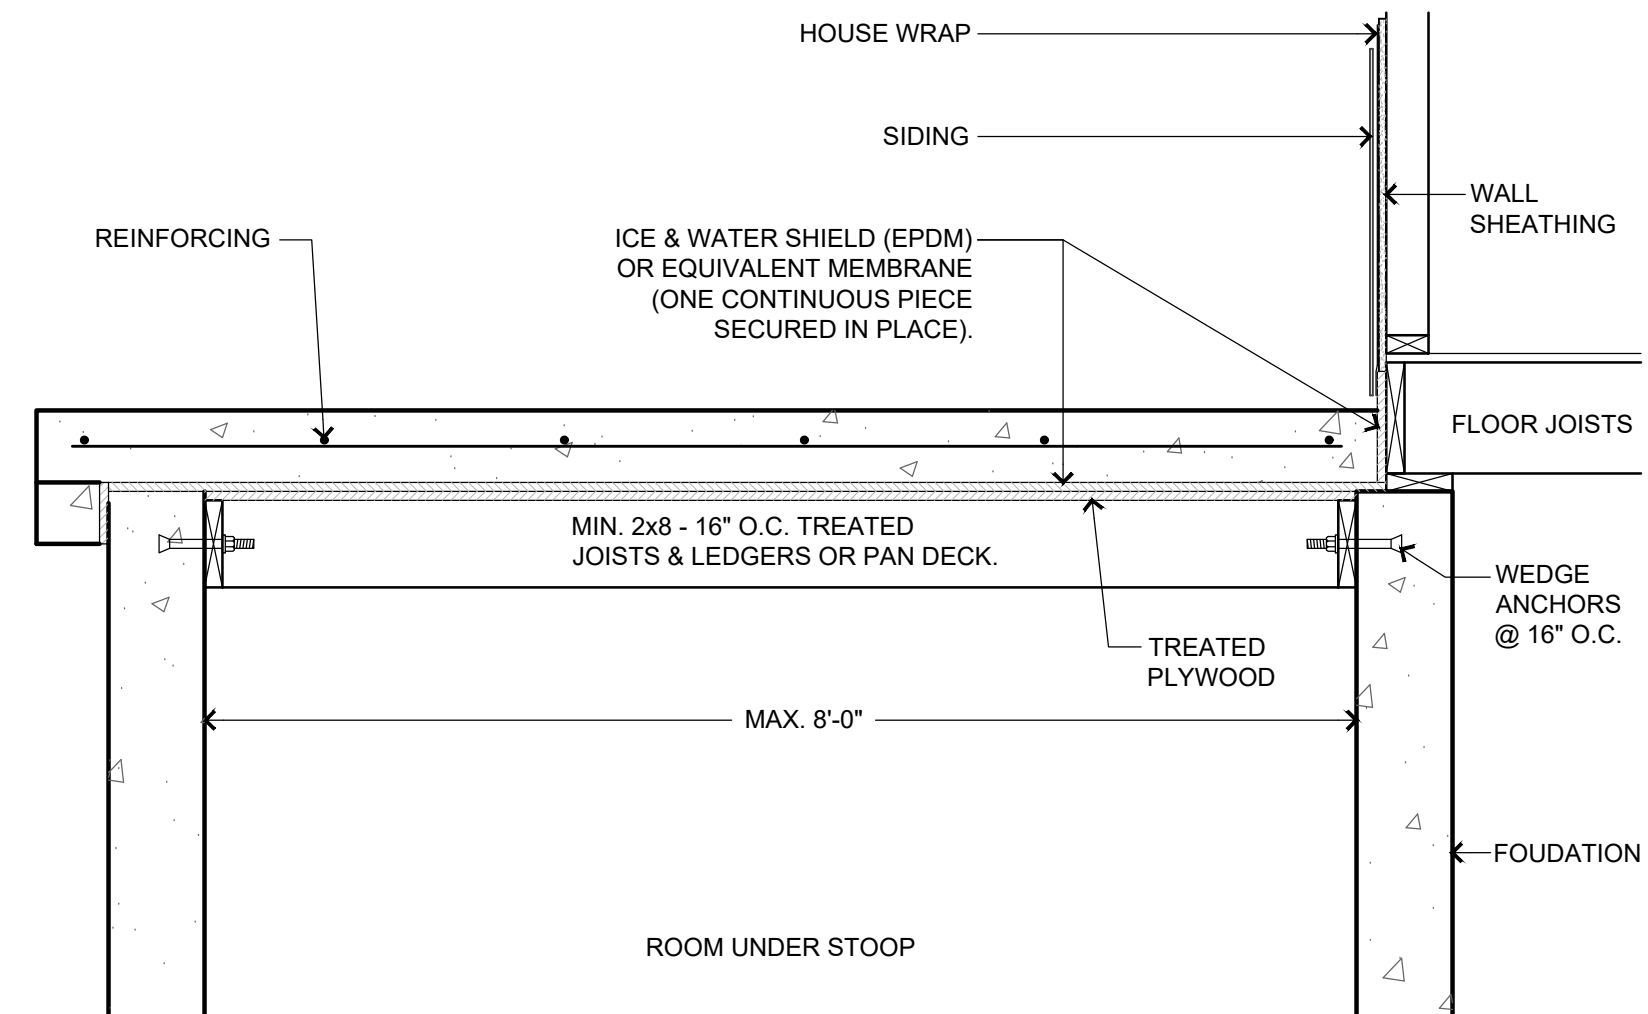 HOUSE WRAP
SIDING
WALL
SHEATHING
REINFORCING
ICE & WATER SHIELD (EPDM)
OR EQUIVALENT MEMBRANE
(ONE CONTINUOUS PIECE
SECURED IN PLACE).
FLOOR JOISTS
MIN. 2x8 - 16" O.C. TREATED
JOISTS & LEDGERS OR PAN DECK.
WEDGE
ANCHORS
@ 16" O.C.
TREATED
PLYWOOD
MAX. 8'-0"
FOUDATION
ROOM UNDER STOOP